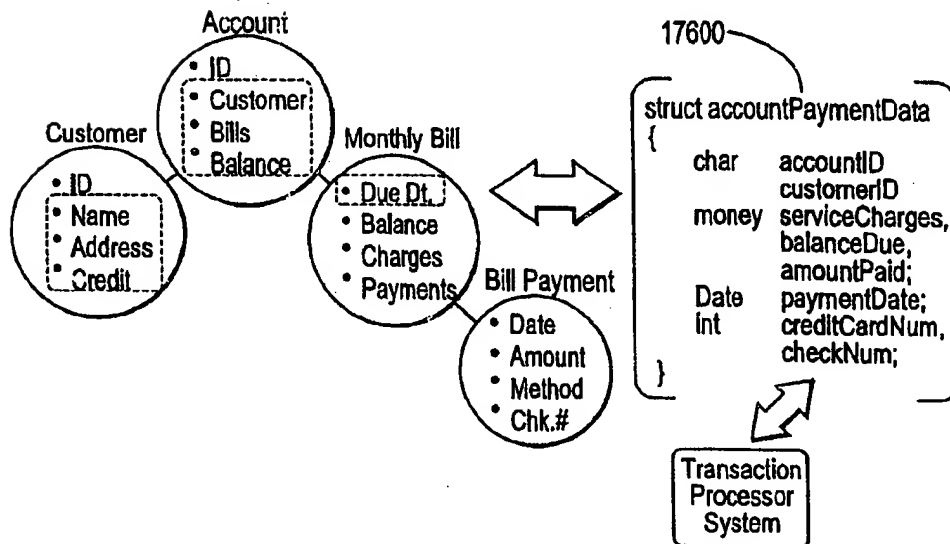 Account
• ID
• Customer
• Bills
• Balance
Customer
• ID
• Name
• Address
• Credit
Monthly Bill
• Due Dt.
• Balance
• Charges
• Payments
Bill Payment
• Date
• Amount
• Method
• Chk.#
17600
struct accountPaymentData
{
char accountID
customerID
money serviceCharges,
balanceDue,
amountPaid;
Date paymentDate;
int creditCardNum,
checkNum;
}
Transaction
Processor
System